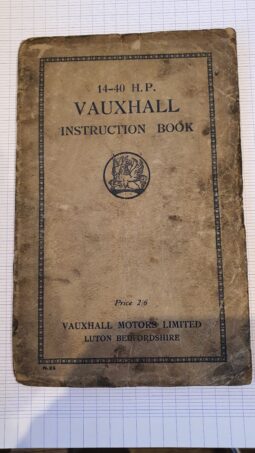 14-40 H.P.
VAUXHALL
INSTRUCTION BOOK
Price 2/6
VAUXHALL MOTORS LIMITED
LUTON BEDFORDSHIRE